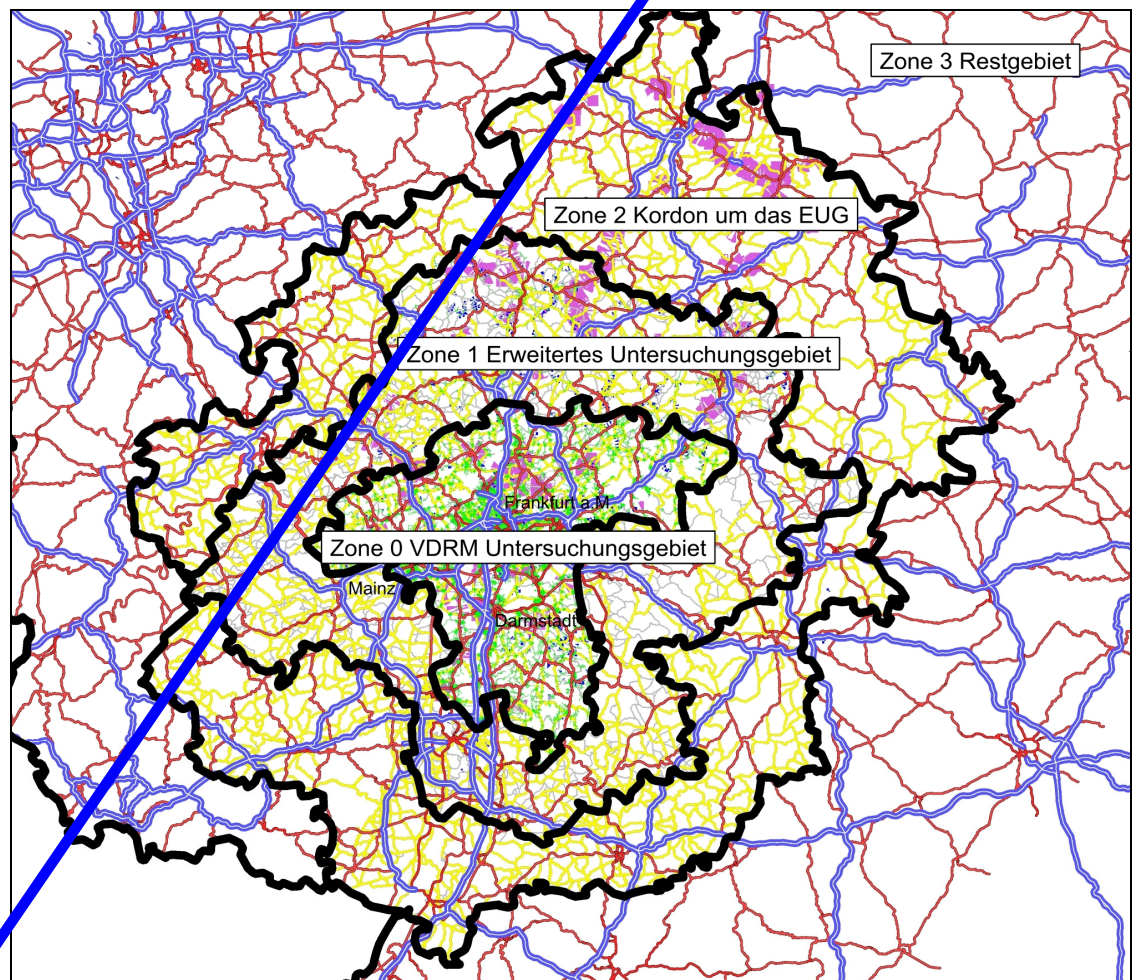 Zone 3 Restgebiet
Zone 2 Kordon um das EUG
Zone 1 Erweitertes Untersuchungsgebiet
Frankfurt a.M.
Zone 0 VDRM Untersuchungsgebiet
Mainz
Darmstadt